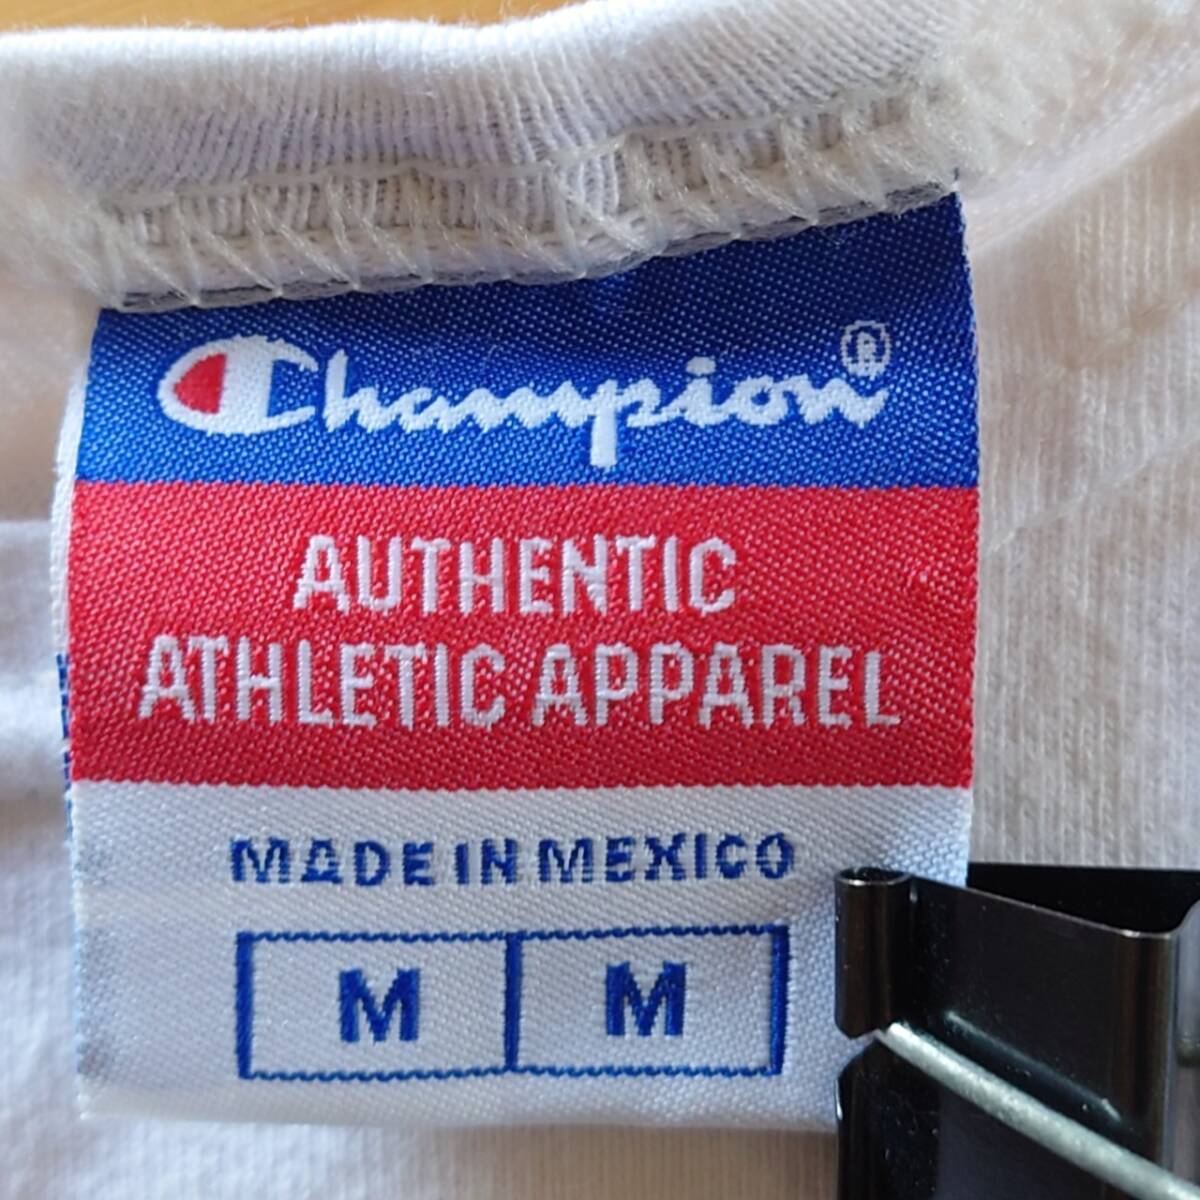 Champion®
AUTHENTIC
ATHLETIC APPAREL
MADE IN MEXICO
M M